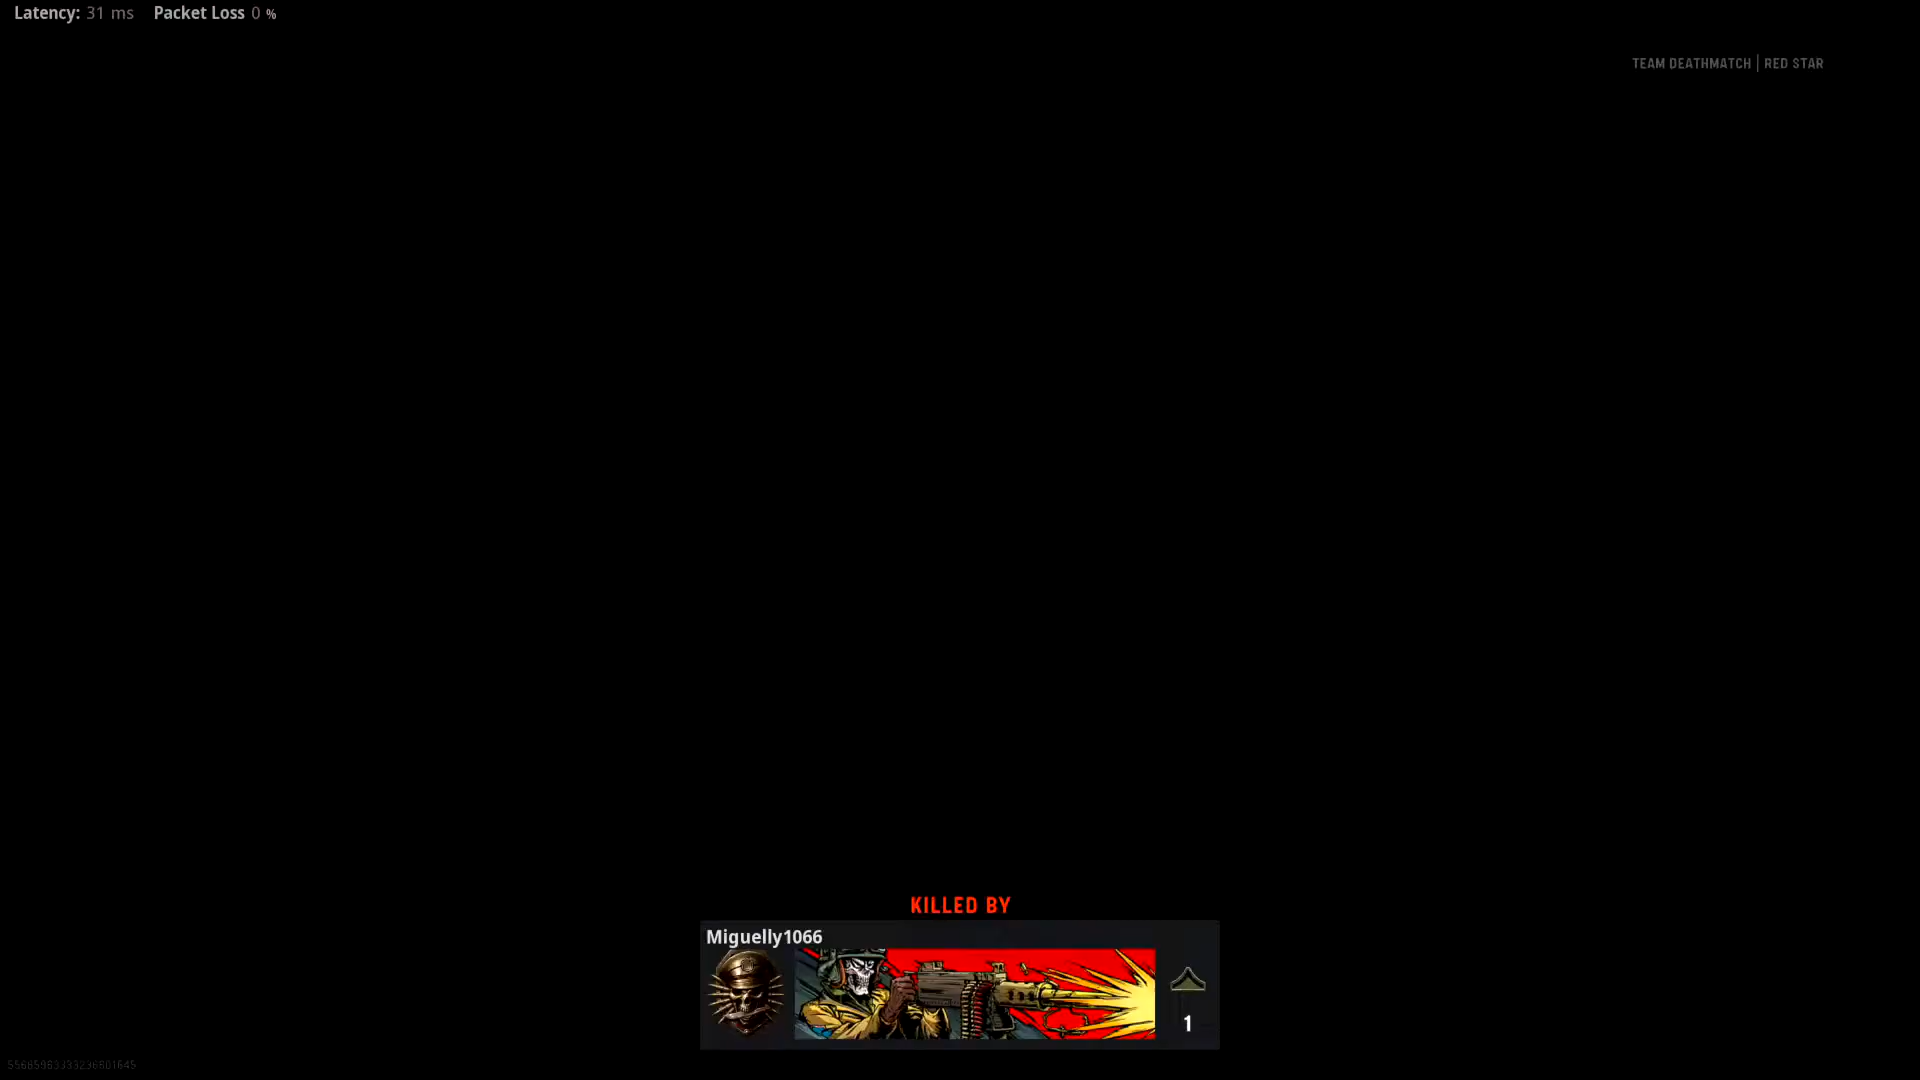 Latency: 31 ms Packet Loss 0 %
TEAM DEATHMATCH | RED STAR
KILLED BY
Miguelly1066
1